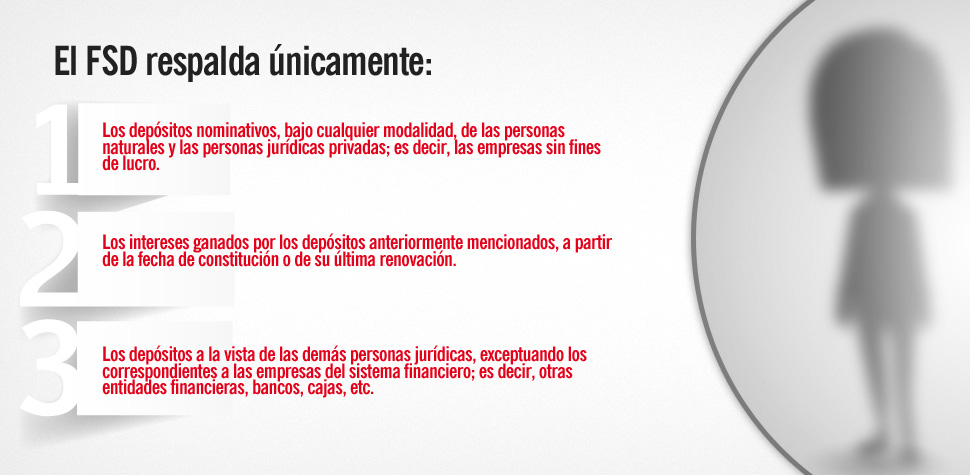 El FSD respalda únicamente:
1
Los depósitos nominativos, bajo cualquier modalidad, de las personas
naturales y las personas jurídicas privadas; es decir, las empresas sin fines
de lucro.
2
Los intereses ganados por los depósitos anteriormente mencionados, a partir
de la fecha de constitución o de su última renovación.
3
Los depósitos a la vista de las demás personas jurídicas, exceptuando los
correspondientes a las empresas del sistema financiero; es decir, otras
entidades financieras, bancos, cajas, etc.